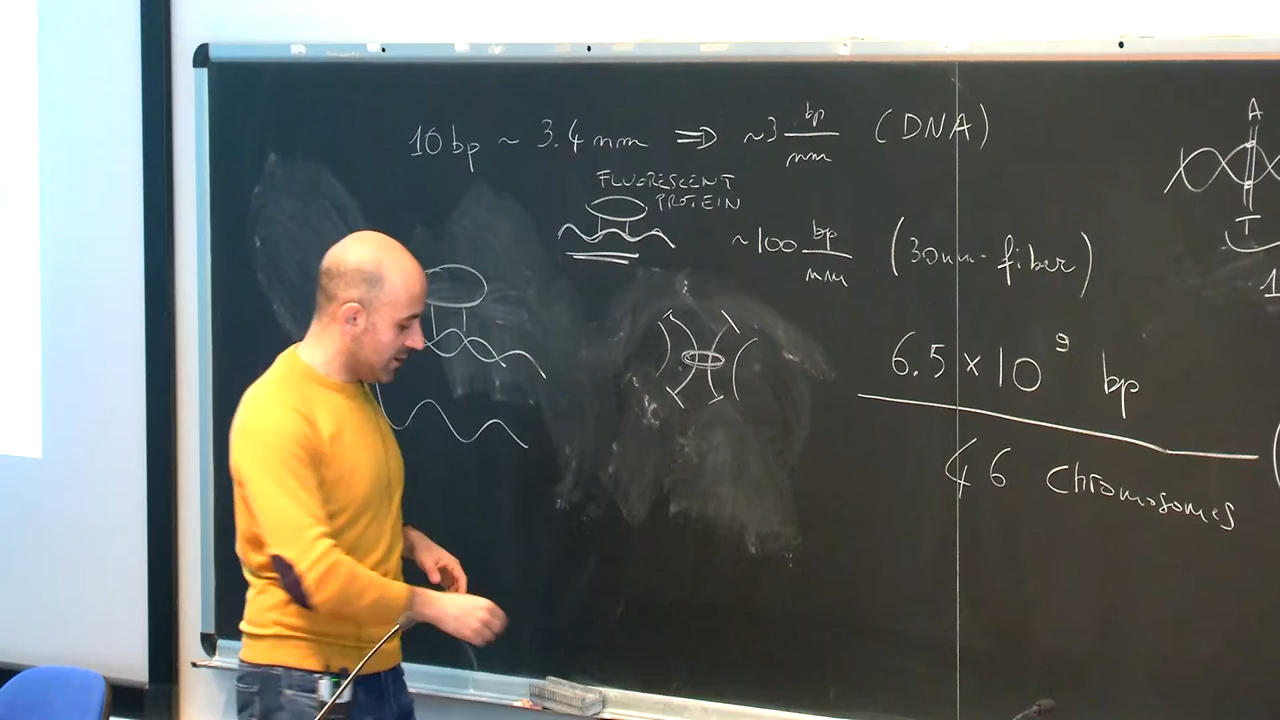 10 bp ~ 3.4 nm ⇒ ~3 bp/nm (DNA)
FLUORESCENT
PROTEIN
~100 bp/nm (30nm-fiber)
6.5 × 10⁹ bp
46 Chromosomes
A
T
1